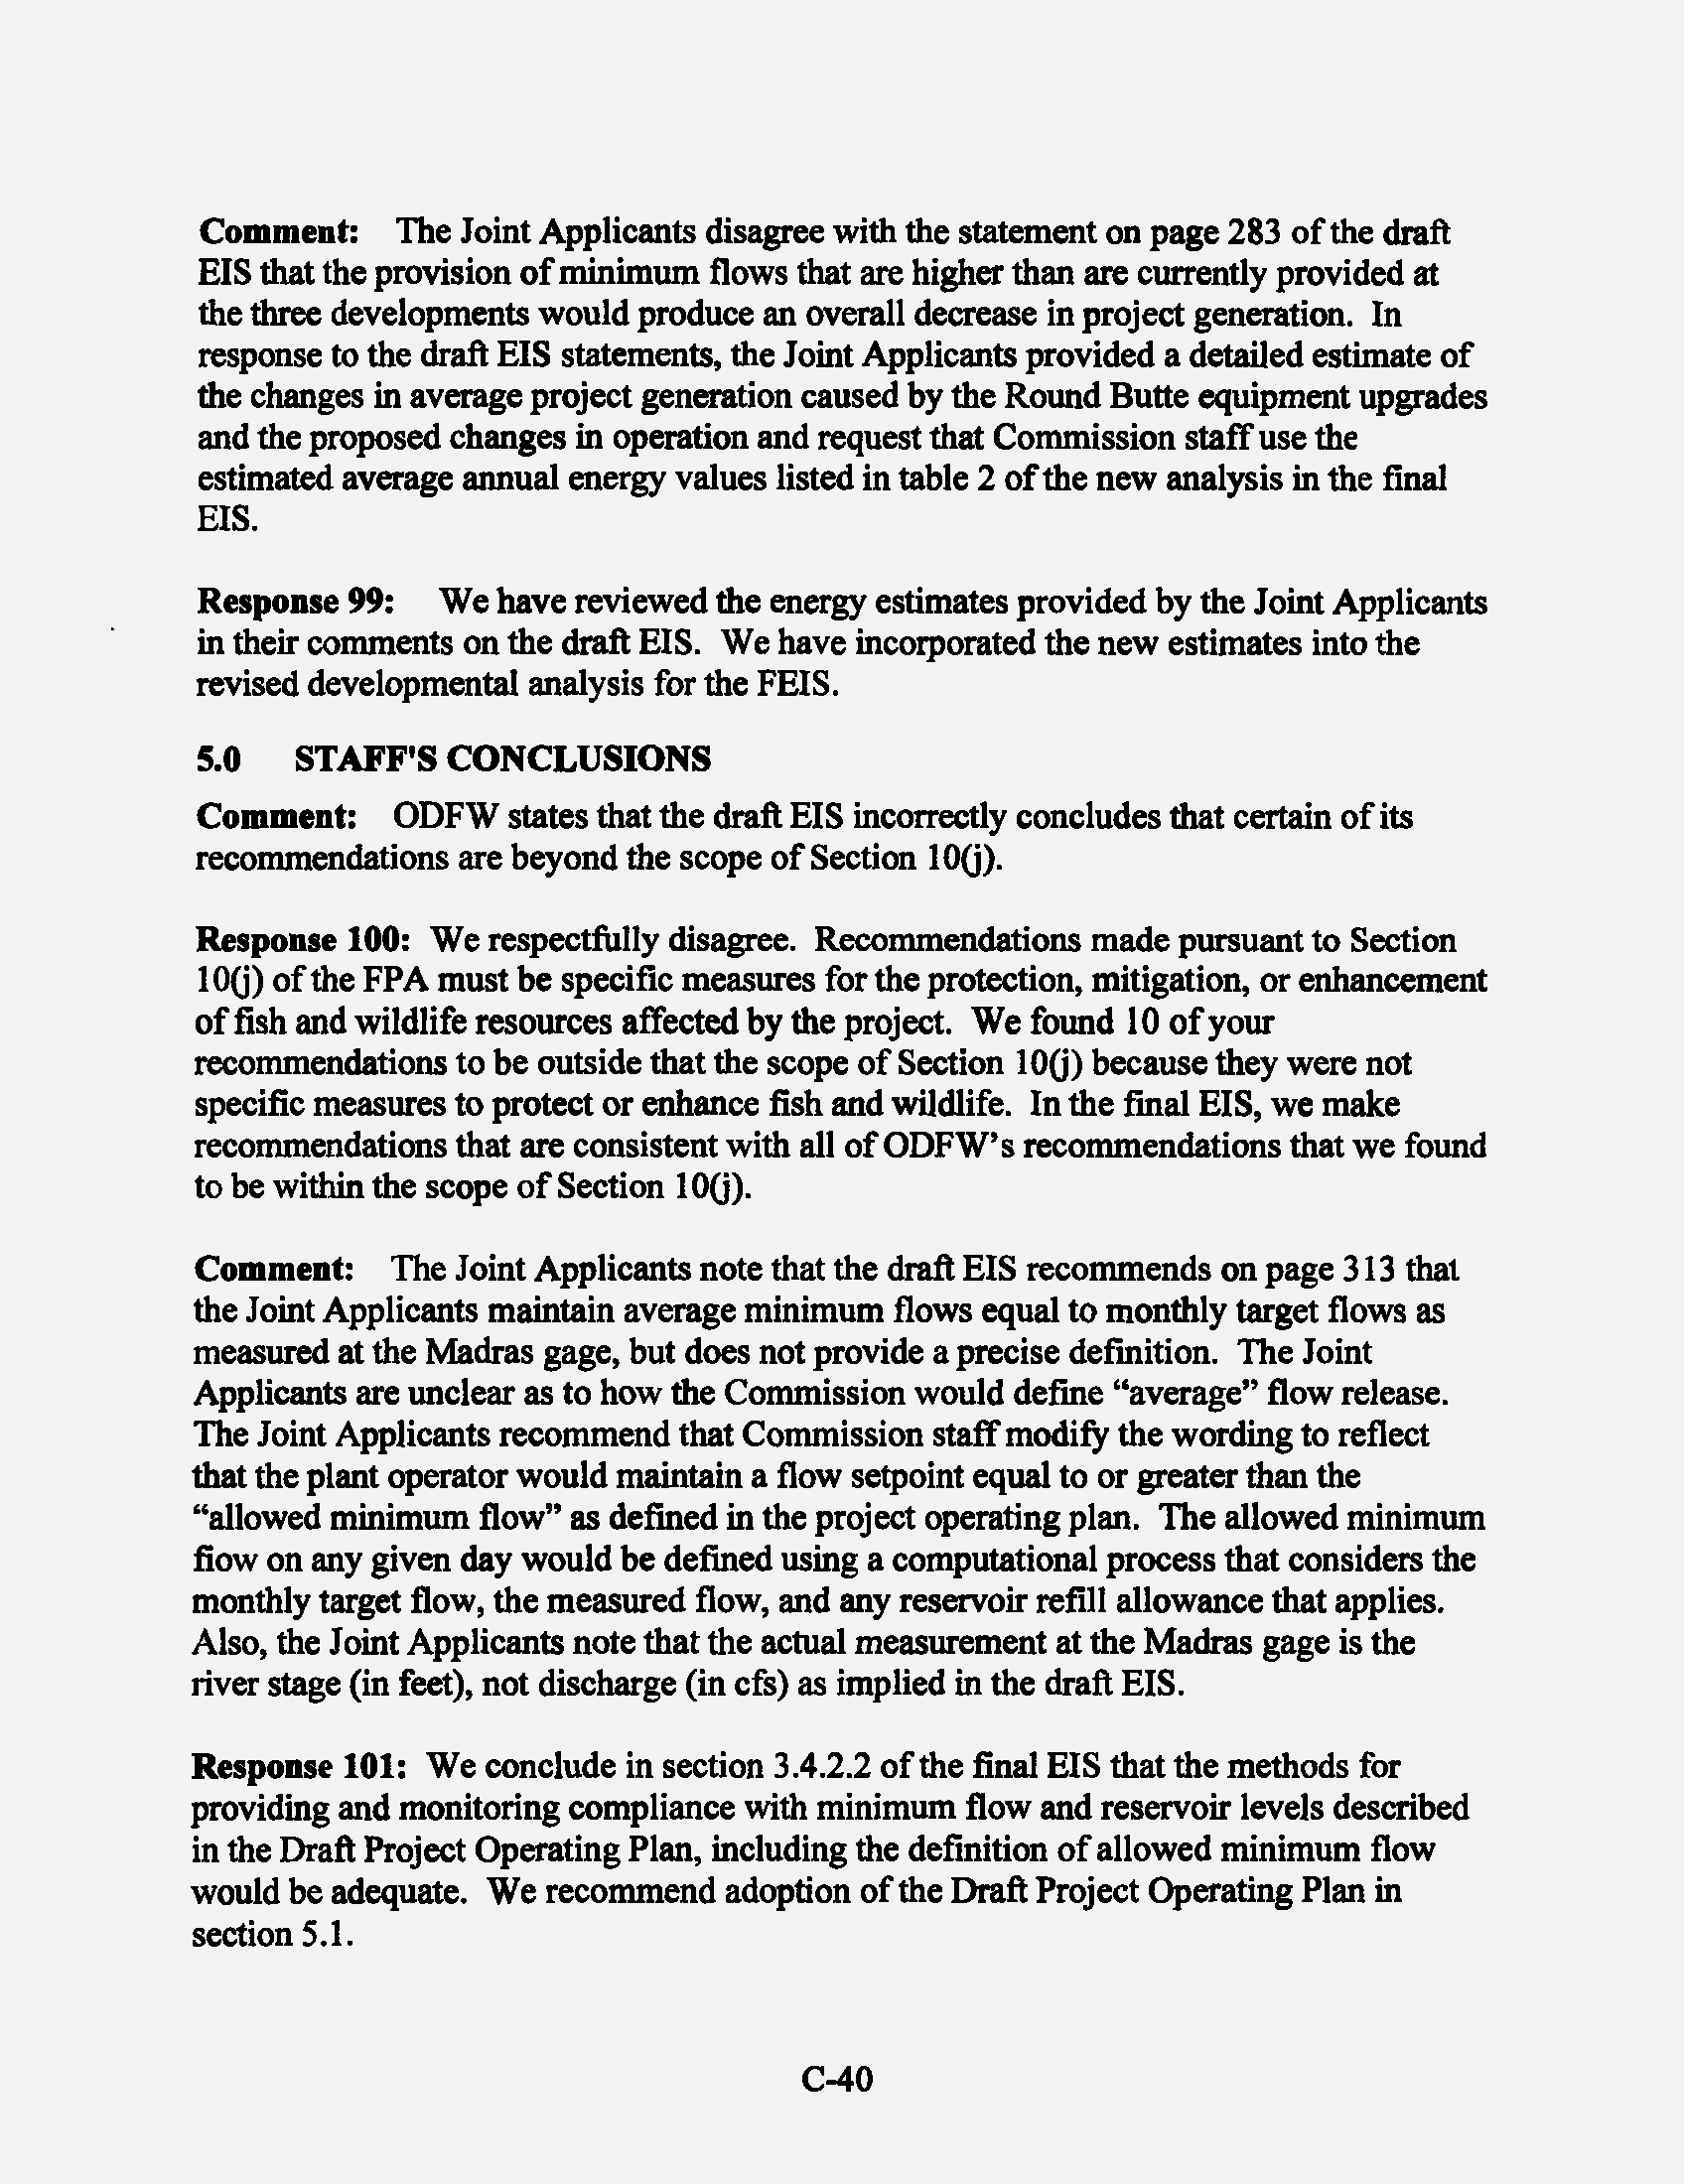 Comment: The Joint Applicants disagree with the statement on page 283 of the draft
EIS that the provision of minimum flows that are higher than are currently provided at
the three developments would produce an overall decrease in project generation. In
response to the draft EIS statements, the Joint Applicants provided a detailed estimate of
the changes in average project generation caused by the Round Butte equipment upgrades
and the proposed changes in operation and request that Commission staff use the
estimated average annual energy values listed in table 2 of the new analysis in the final
EIS.
Response 99: We have reviewed the energy estimates provided by the Joint Applicants
in their comments on the draft EIS. We have incorporated the new estimates into the
revised developmental analysis for the FEIS.
5.0 STAFF'S CONCLUSIONS
Comment: ODFW states that the draft EIS incorrectly concludes that certain of its
recommendations are beyond the scope of Section 10(j).
Response 100: We respectfully disagree. Recommendations made pursuant to Section
10(j) of the FPA must be specific measures for the protection, mitigation, or enhancement
of fish and wildlife resources affected by the project. We found 10 of your
recommendations to be outside that the scope of Section 10(j) because they were not
specific measures to protect or enhance fish and wildlife. In the final EIS, we make
recommendations that are consistent with all of ODFW’s recommendations that we found
to be within the scope of Section 10(j).
Comment: The Joint Applicants note that the draft EIS recommends on page 313 that
the Joint Applicants maintain average minimum flows equal to monthly target flows as
measured at the Madras gage, but does not provide a precise definition. The Joint
Applicants are unclear as to how the Commission would define “average” flow release.
The Joint Applicants recommend that Commission staff modify the wording to reflect
that the plant operator would maintain a flow setpoint equal to or greater than the
“allowed minimum flow” as defined in the project operating plan. The allowed minimum
flow on any given day would be defined using a computational process that considers the
monthly target flow, the measured flow, and any reservoir refill allowance that applies.
Also, the Joint Applicants note that the actual measurement at the Madras gage is the
river stage (in feet), not discharge (in cfs) as implied in the draft EIS.
Response 101: We conclude in section 3.4.2.2 of the final EIS that the methods for
providing and monitoring compliance with minimum flow and reservoir levels described
in the Draft Project Operating Plan, including the definition of allowed minimum flow
would be adequate. We recommend adoption of the Draft Project Operating Plan in
section 5.1.
C-40